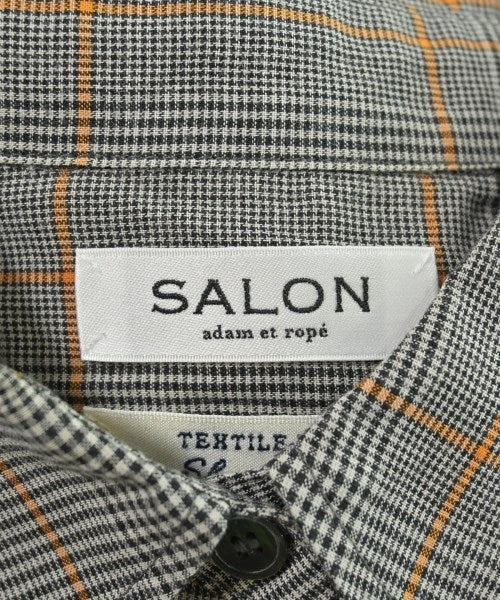 SALON
adam et ropé
TEXTILE